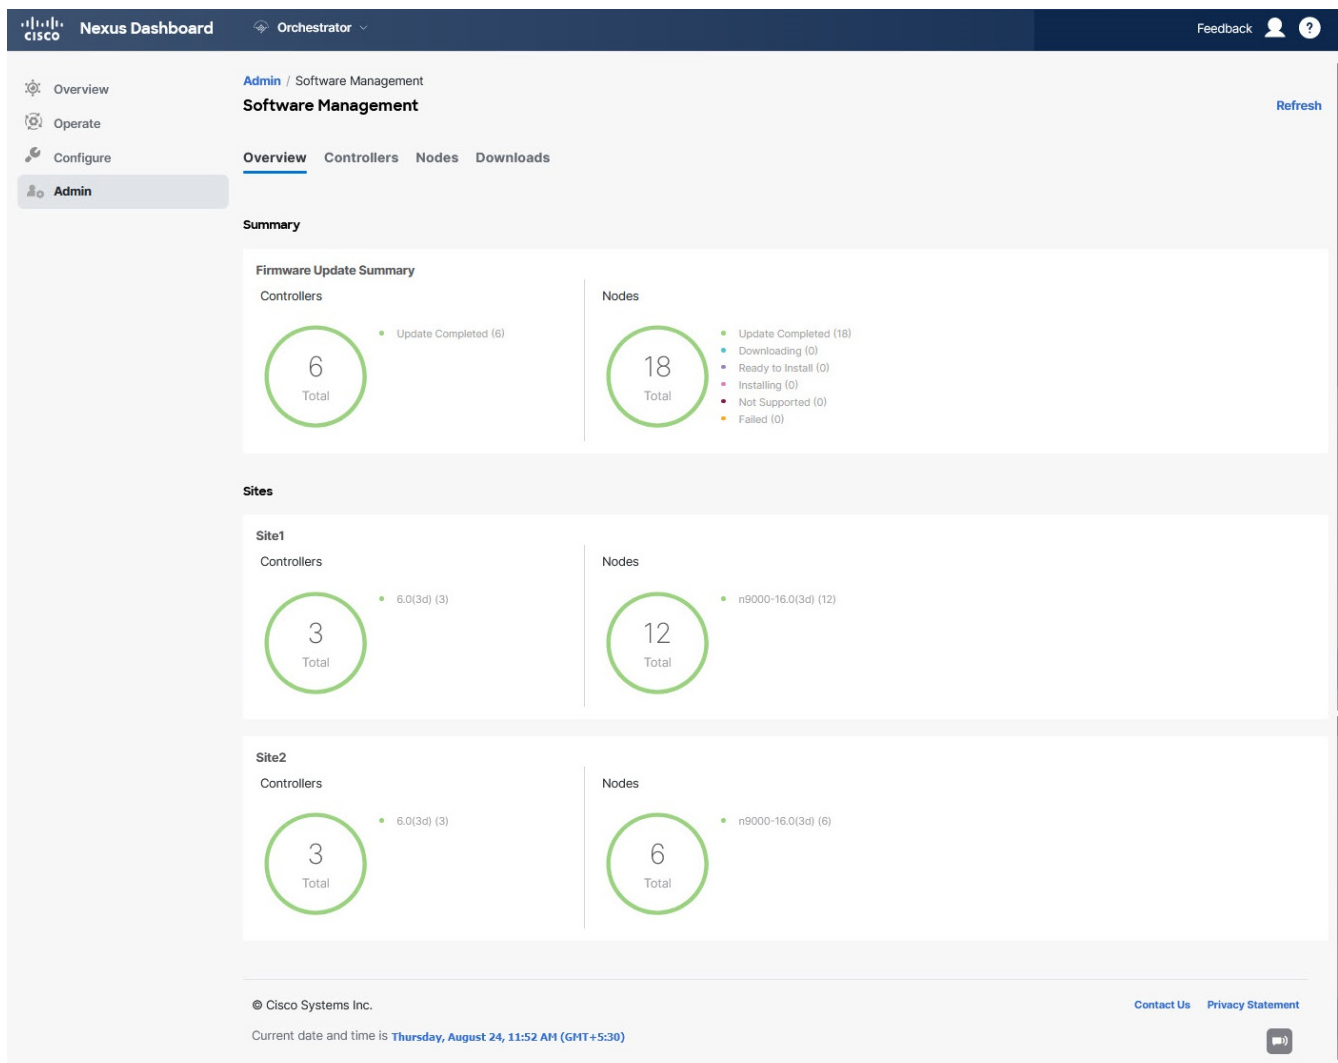 cisco Nexus Dashboard Orchestrator Feedback ?
Overview
Operate
Configure
Admin
Admin / Software Management
Software Management
Refresh
Overview Controllers Nodes Downloads
Summary
Firmware Update Summary
Controllers
6
Total
Update Completed (6)
Nodes
18
Total
Update Completed (18)
Downloading (0)
Ready to Install (0)
Installing (0)
Not Supported (0)
Failed (0)
Sites
Site1
Controllers
3
Total
6.0(3d) (3)
Nodes
12
Total
n9000-16.0(3d) (12)
Site2
Controllers
3
Total
6.0(3d) (3)
Nodes
6
Total
n9000-16.0(3d) (6)
© Cisco Systems Inc.
Contact Us Privacy Statement
Current date and time is Thursday, August 24, 11:52 AM (GMT+5:30)